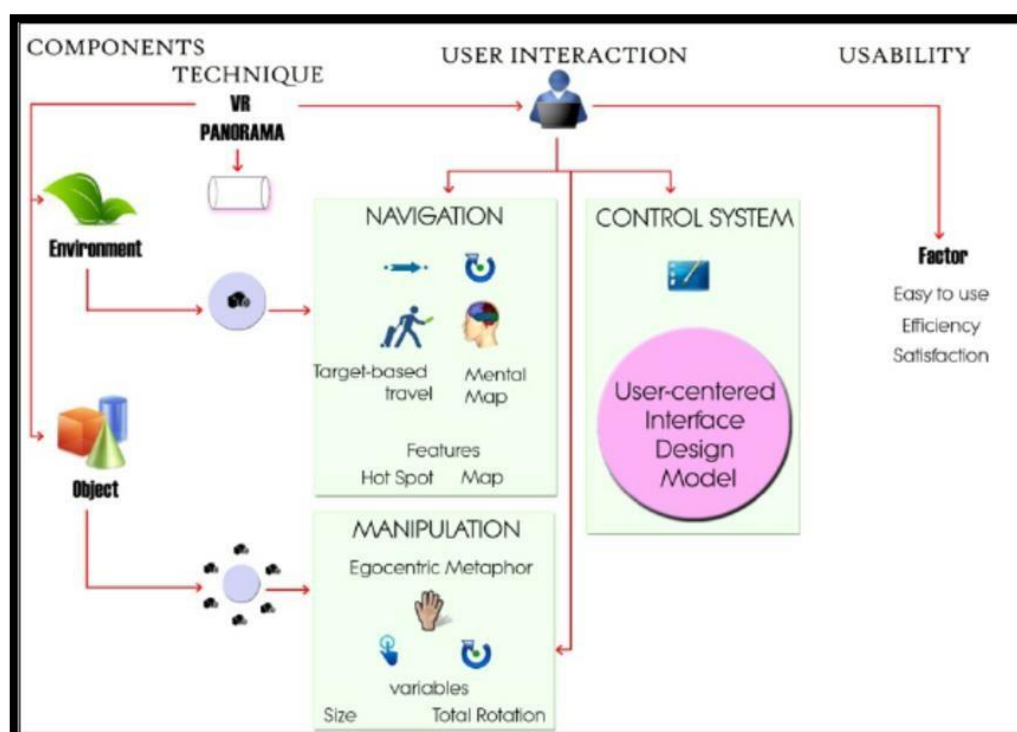 COMPONENTS
TECHNIQUE
USER INTERACTION
USABILITY
VR
PANORAMA
Environment
Object
NAVIGATION
Target-based
travel
Mental
Map
Features
Hot Spot Map
MANIPULATION
Egocentric Metaphor
variables
Size Total Rotation
CONTROL SYSTEM
User-centered
Interface
Design
Model
Factor
Easy to use
Efficiency
Satisfaction